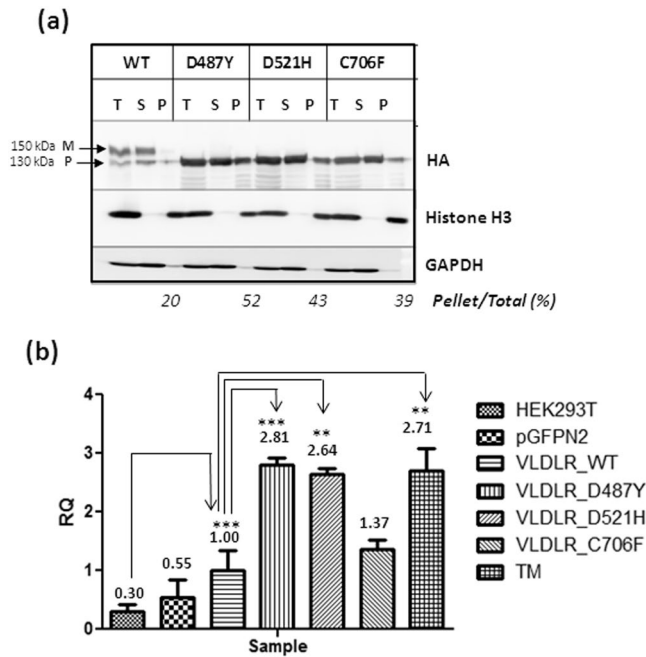 (a)
WT D487Y D521H C706F
T S P T S P T S P T S P
150 kDa M
130 kDa P
HA
Histone H3
GAPDH
20 52 43 39 Pellet/Total (%)
(b)
4
3
2
1
0
RQ
0.30
0.55
***
1.00
***
2.81
**
2.64
1.37
**
2.71
Sample
HEK293T
pGFPN2
VLDLR_WT
VLDLR_D487Y
VLDLR_D521H
VLDLR_C706F
TM